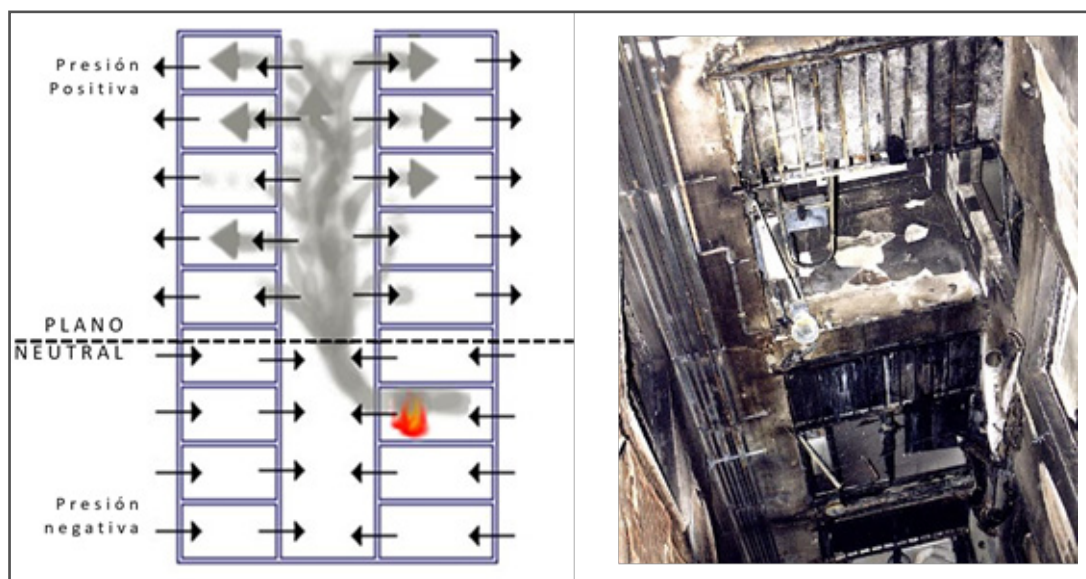 Presión
Positiva
PLANO
NEUTRAL
Presión
negativa